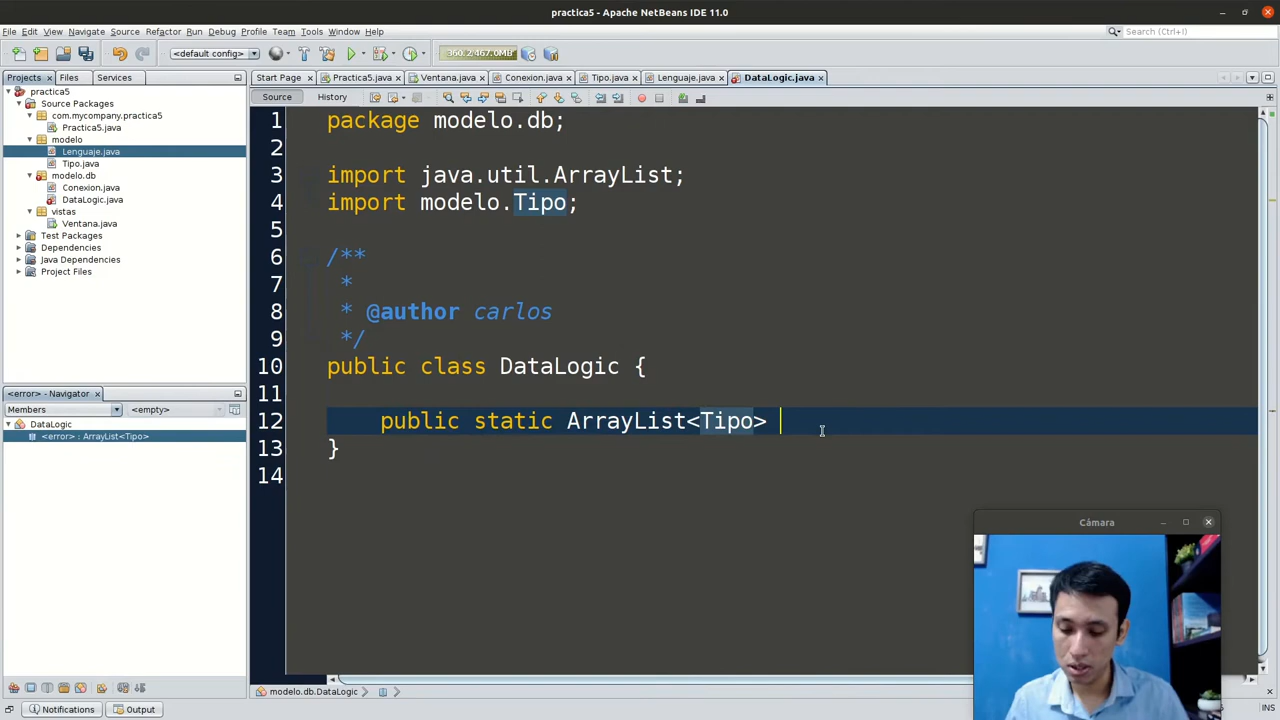 practica5 - Apache NetBeans IDE 11.0
File Edit View Navigate Source Refactor Run Debug Profile Team Tools Window Help
Search (Ctrl+I)
<default config>
360.2/467.0MB
Projects Files Services
Start Page Practica5.java Ventana.java Conexion.java Tipo.java Lenguaje.java DataLogic.java
Source History
practica5
Source Packages
com.mycompany.practica5
Practica5.java
modelo
Lenguaje.java
Tipo.java
modelo.db
Conexion.java
DataLogic.java
vistas
Ventana.java
Test Packages
Dependencies
Java Dependencies
Project Files
<error> - Navigator
Members <empty>
DataLogic
<error> : ArrayList<Tipo>
1 package modelo.db;
2
3 import java.util.ArrayList;
4 import modelo.Tipo;
5
6 /**
7 *
8 * @author carlos
9 */
10 public class DataLogic {
11
12 public static ArrayList<Tipo>
13 }
14
Cámara
modelo.db.DataLogic
Notifications Output
INS